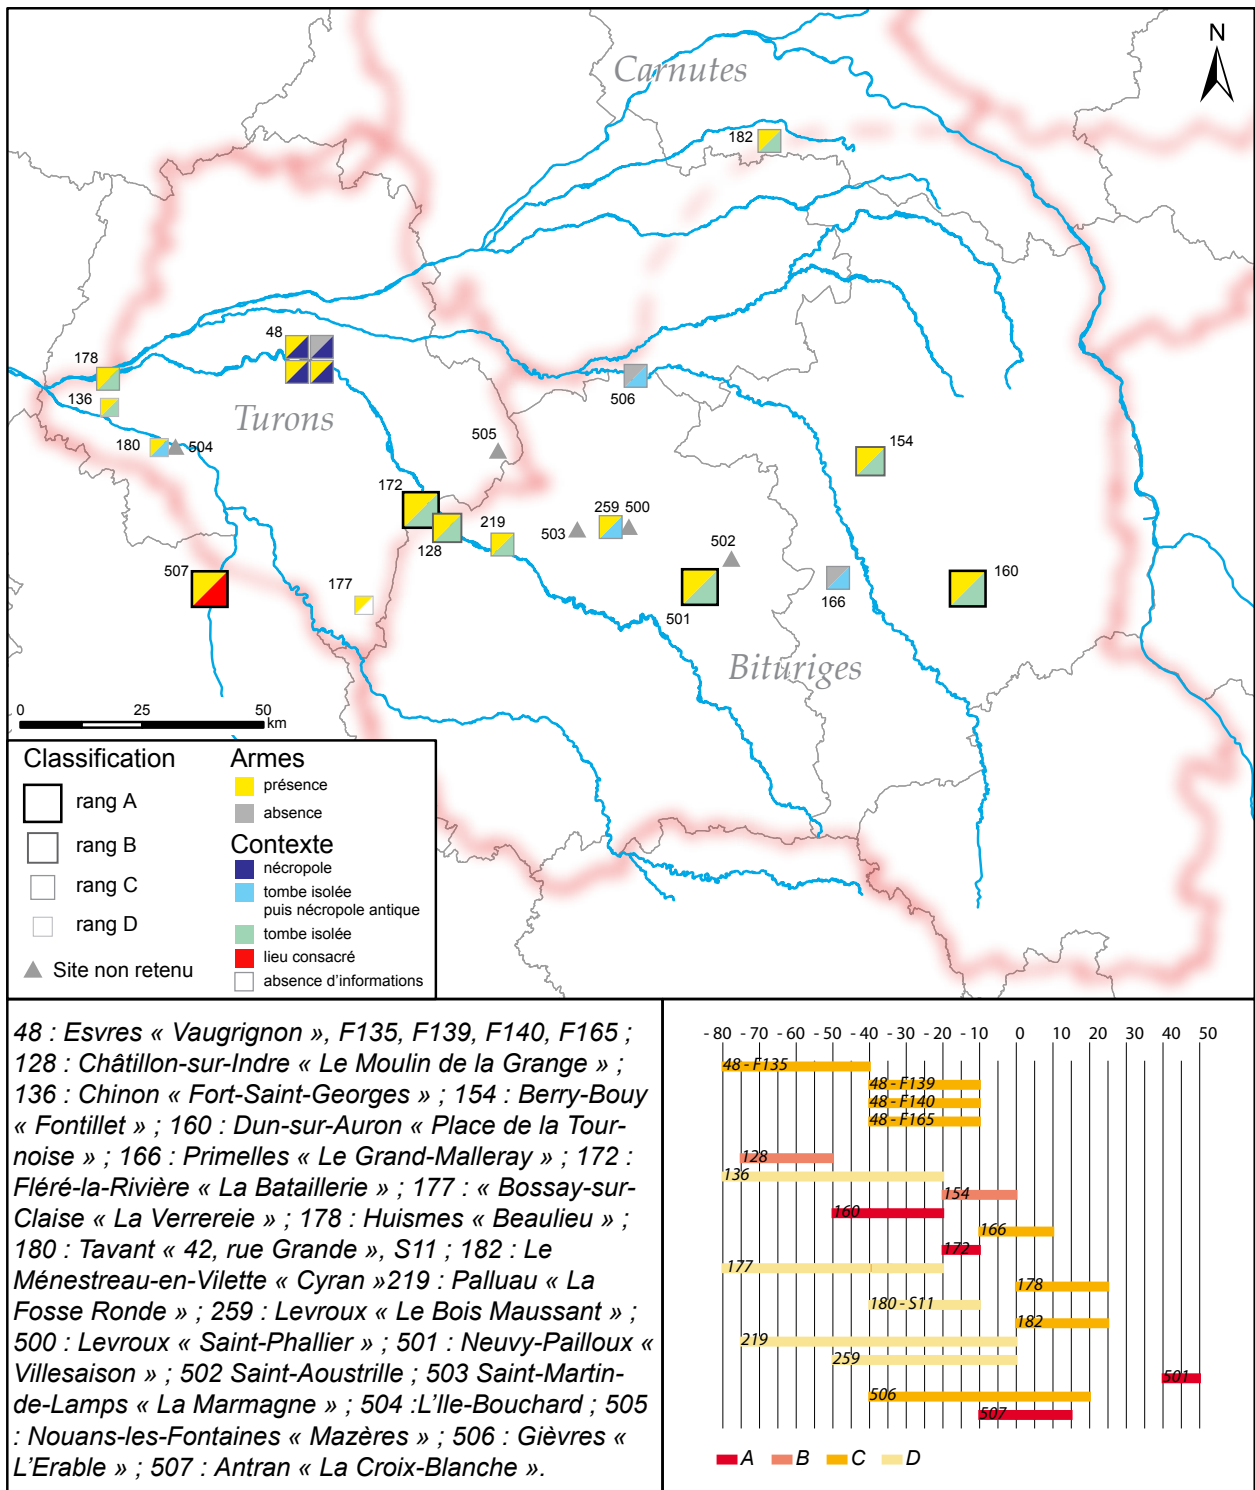 Carnutes
N
182
48
178
136
Turons
180
504
505
506
154
172
128
219
503
259
500
502
507
177
501
166
160
Bituriges
0
25
50
km
Classification
rang A
rang B
rang C
rang D
Site non retenu
Armes
présence
absence
Contexte
nécropole
tombe isolée
puis nécropole antique
tombe isolée
lieu consacré
absence d'informations
48 : Esvres « Vaugrignon », F135, F139, F140, F165 ;
128 : Châtillon-sur-Indre « Le Moulin de la Grange » ;
136 : Chinon « Fort-Saint-Georges » ; 154 : Berry-Bouy
« Fontillet » ; 160 : Dun-sur-Auron « Place de la Tour-
noise » ; 166 : Primelles « Le Grand-Malleray » ; 172 :
Fléré-la-Rivière « La Bataillerie » ; 177 : « Bossay-sur-
Claise « La Verrereie » ; 178 : Huismes « Beaulieu » ;
180 : Tavant « 42, rue Grande », S11 ; 182 : Le
Ménestreau-en-Vilette « Cyran »219 : Palluau « La
Fosse Ronde » ; 259 : Levroux « Le Bois Maussant » ;
500 : Levroux « Saint-Phallier » ; 501 : Neuvy-Pailloux «
Villesaison » ; 502 Saint-Aoustrille ; 503 Saint-Martin-
de-Lamps « La Marmagne » ; 504 :L'Ile-Bouchard ; 505
: Nouans-les-Fontaines « Mazères » ; 506 : Gièvres «
L'Erable » ; 507 : Antran « La Croix-Blanche ».
- 80 - 70 - 60 - 50 - 40 - 30 - 20 - 10 0 10 20 30 40 50
48 - F135
48 - F139
48 - F140
48 - F165
128
136
154
160
166
172
177
178
180 - S11
182
219
259
501
506
507
A B C D